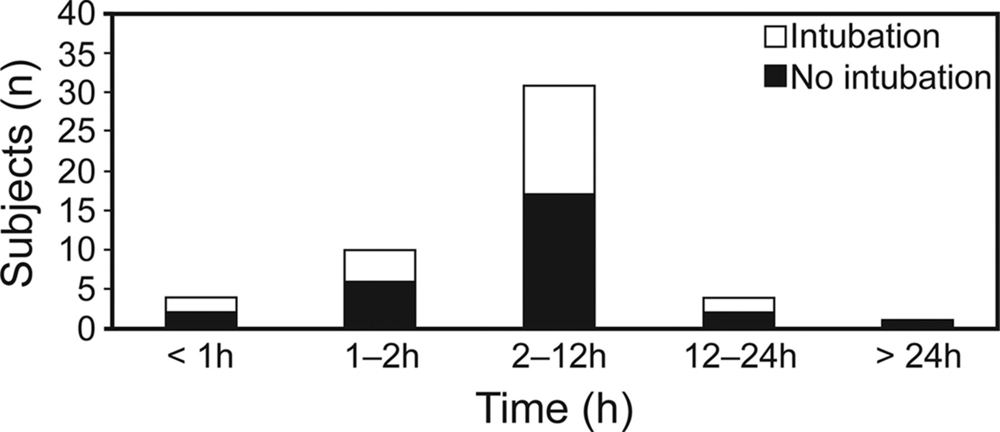 Subjects (n)
40
35
30
25
20
15
10
5
0
Intubation
No intubation
< 1h
1–2h
2–12h
12–24h
> 24h
Time (h)